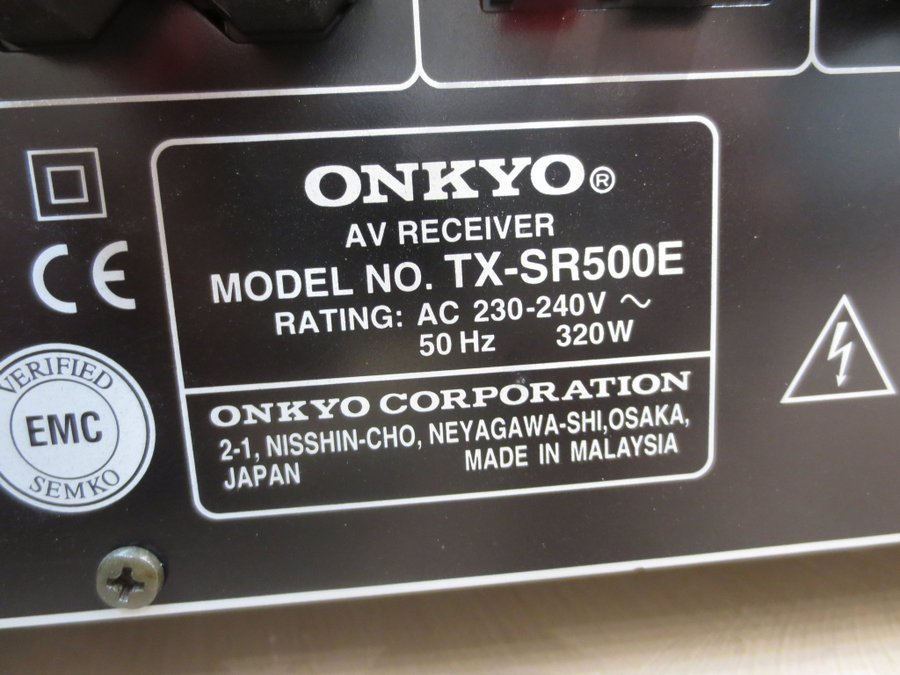 ONKYO®
AV RECEIVER
MODEL NO. TX-SR500E
RATING: AC 230-240V ~
50 Hz 320W
ONKYO CORPORATION
2-1, NISSHIN-CHO, NEYAGAWA-SHI,OSAKA,
JAPAN MADE IN MALAYSIA
CE
VERIFIED
EMC
SEMKO